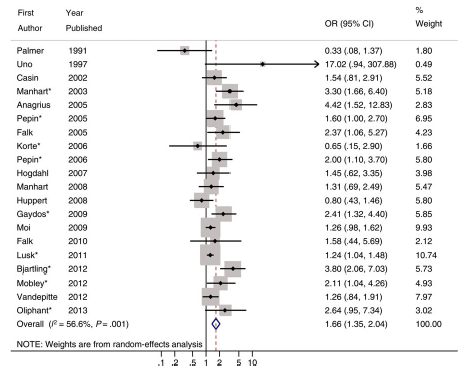 First Year %
Author Published OR (95% CI) Weight
Palmer 1991 0.33 (.08, 1.37) 1.80
Uno 1997 17.02 (.94, 307.88) 0.49
Casin 2002 1.54 (.81, 2.91) 5.52
Manhart* 2003 3.30 (1.66, 6.40) 5.18
Anagrius 2005 4.42 (1.52, 12.83) 2.83
Pepin* 2005 1.60 (1.00, 2.70) 6.95
Falk 2005 2.37 (1.06, 5.27) 4.23
Korte* 2006 0.65 (.15, 2.90) 1.66
Pepin* 2006 2.00 (1.10, 3.70) 5.80
Hogdahl 2007 1.45 (.62, 3.35) 3.98
Manhart 2008 1.31 (.69, 2.49) 5.47
Huppert 2008 0.80 (.43, 1.46) 5.80
Gaydos* 2009 2.41 (1.32, 4.40) 5.85
Moi 2009 1.26 (.98, 1.62) 9.93
Falk 2010 1.58 (.44, 5.69) 2.12
Lusk* 2011 1.24 (1.04, 1.48) 10.74
Bjartling* 2012 3.80 (2.06, 7.03) 5.73
Mobley* 2012 2.11 (1.04, 4.26) 4.93
Vandepitte 2012 1.26 (.84, 1.91) 7.97
Oliphant* 2013 2.64 (.95, 7.34) 3.02
Overall (I² = 56.6%, P = .001) 1.66 (1.35, 2.04) 100.00
NOTE: Weights are from random-effects analysis
.1 .2 .5 1 2 5 10